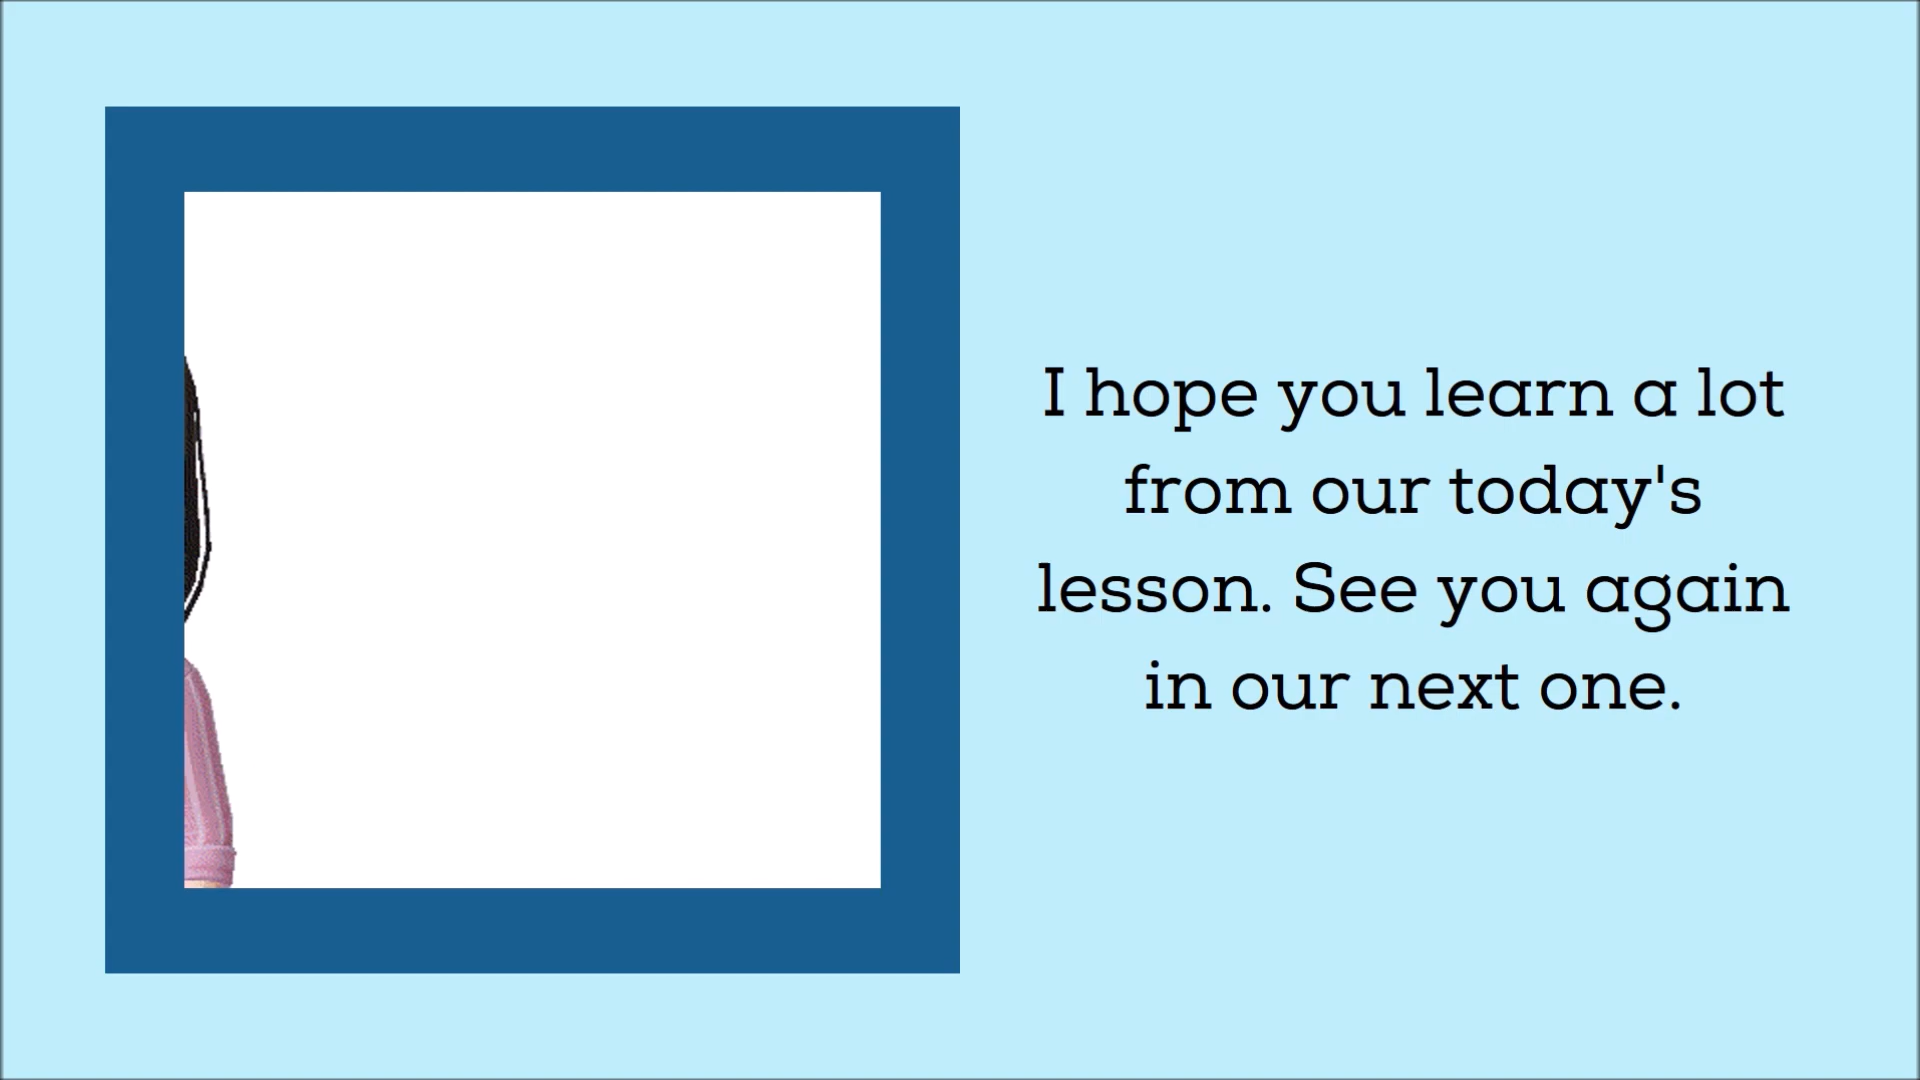 I hope you learn a lot
from our today's
lesson. See you again
in our next one.